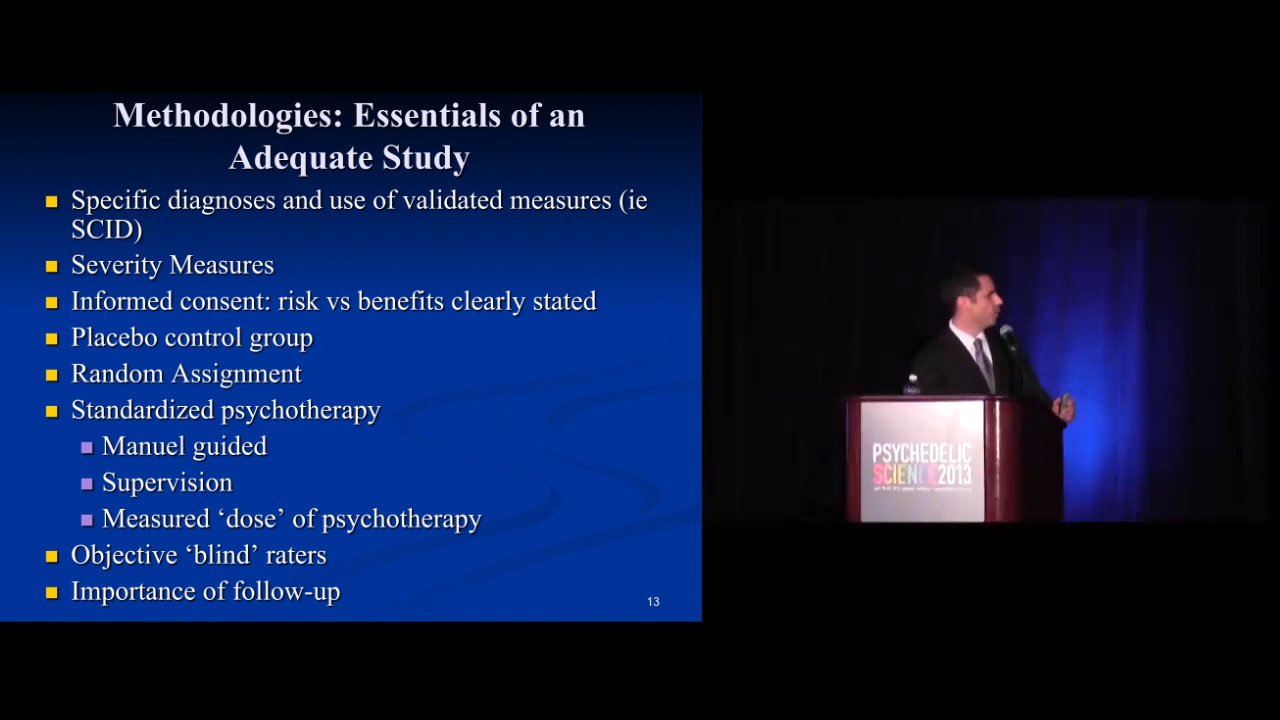 Methodologies: Essentials of an
Adequate Study
Specific diagnoses and use of validated measures (ie
SCID)
Severity Measures
Informed consent: risk vs benefits clearly stated
Placebo control group
Random Assignment
Standardized psychotherapy
Manuel guided
Supervision
Measured ‘dose’ of psychotherapy
Objective ‘blind’ raters
Importance of follow-up
13
PSYCHEDELIC
SCIENCE2013